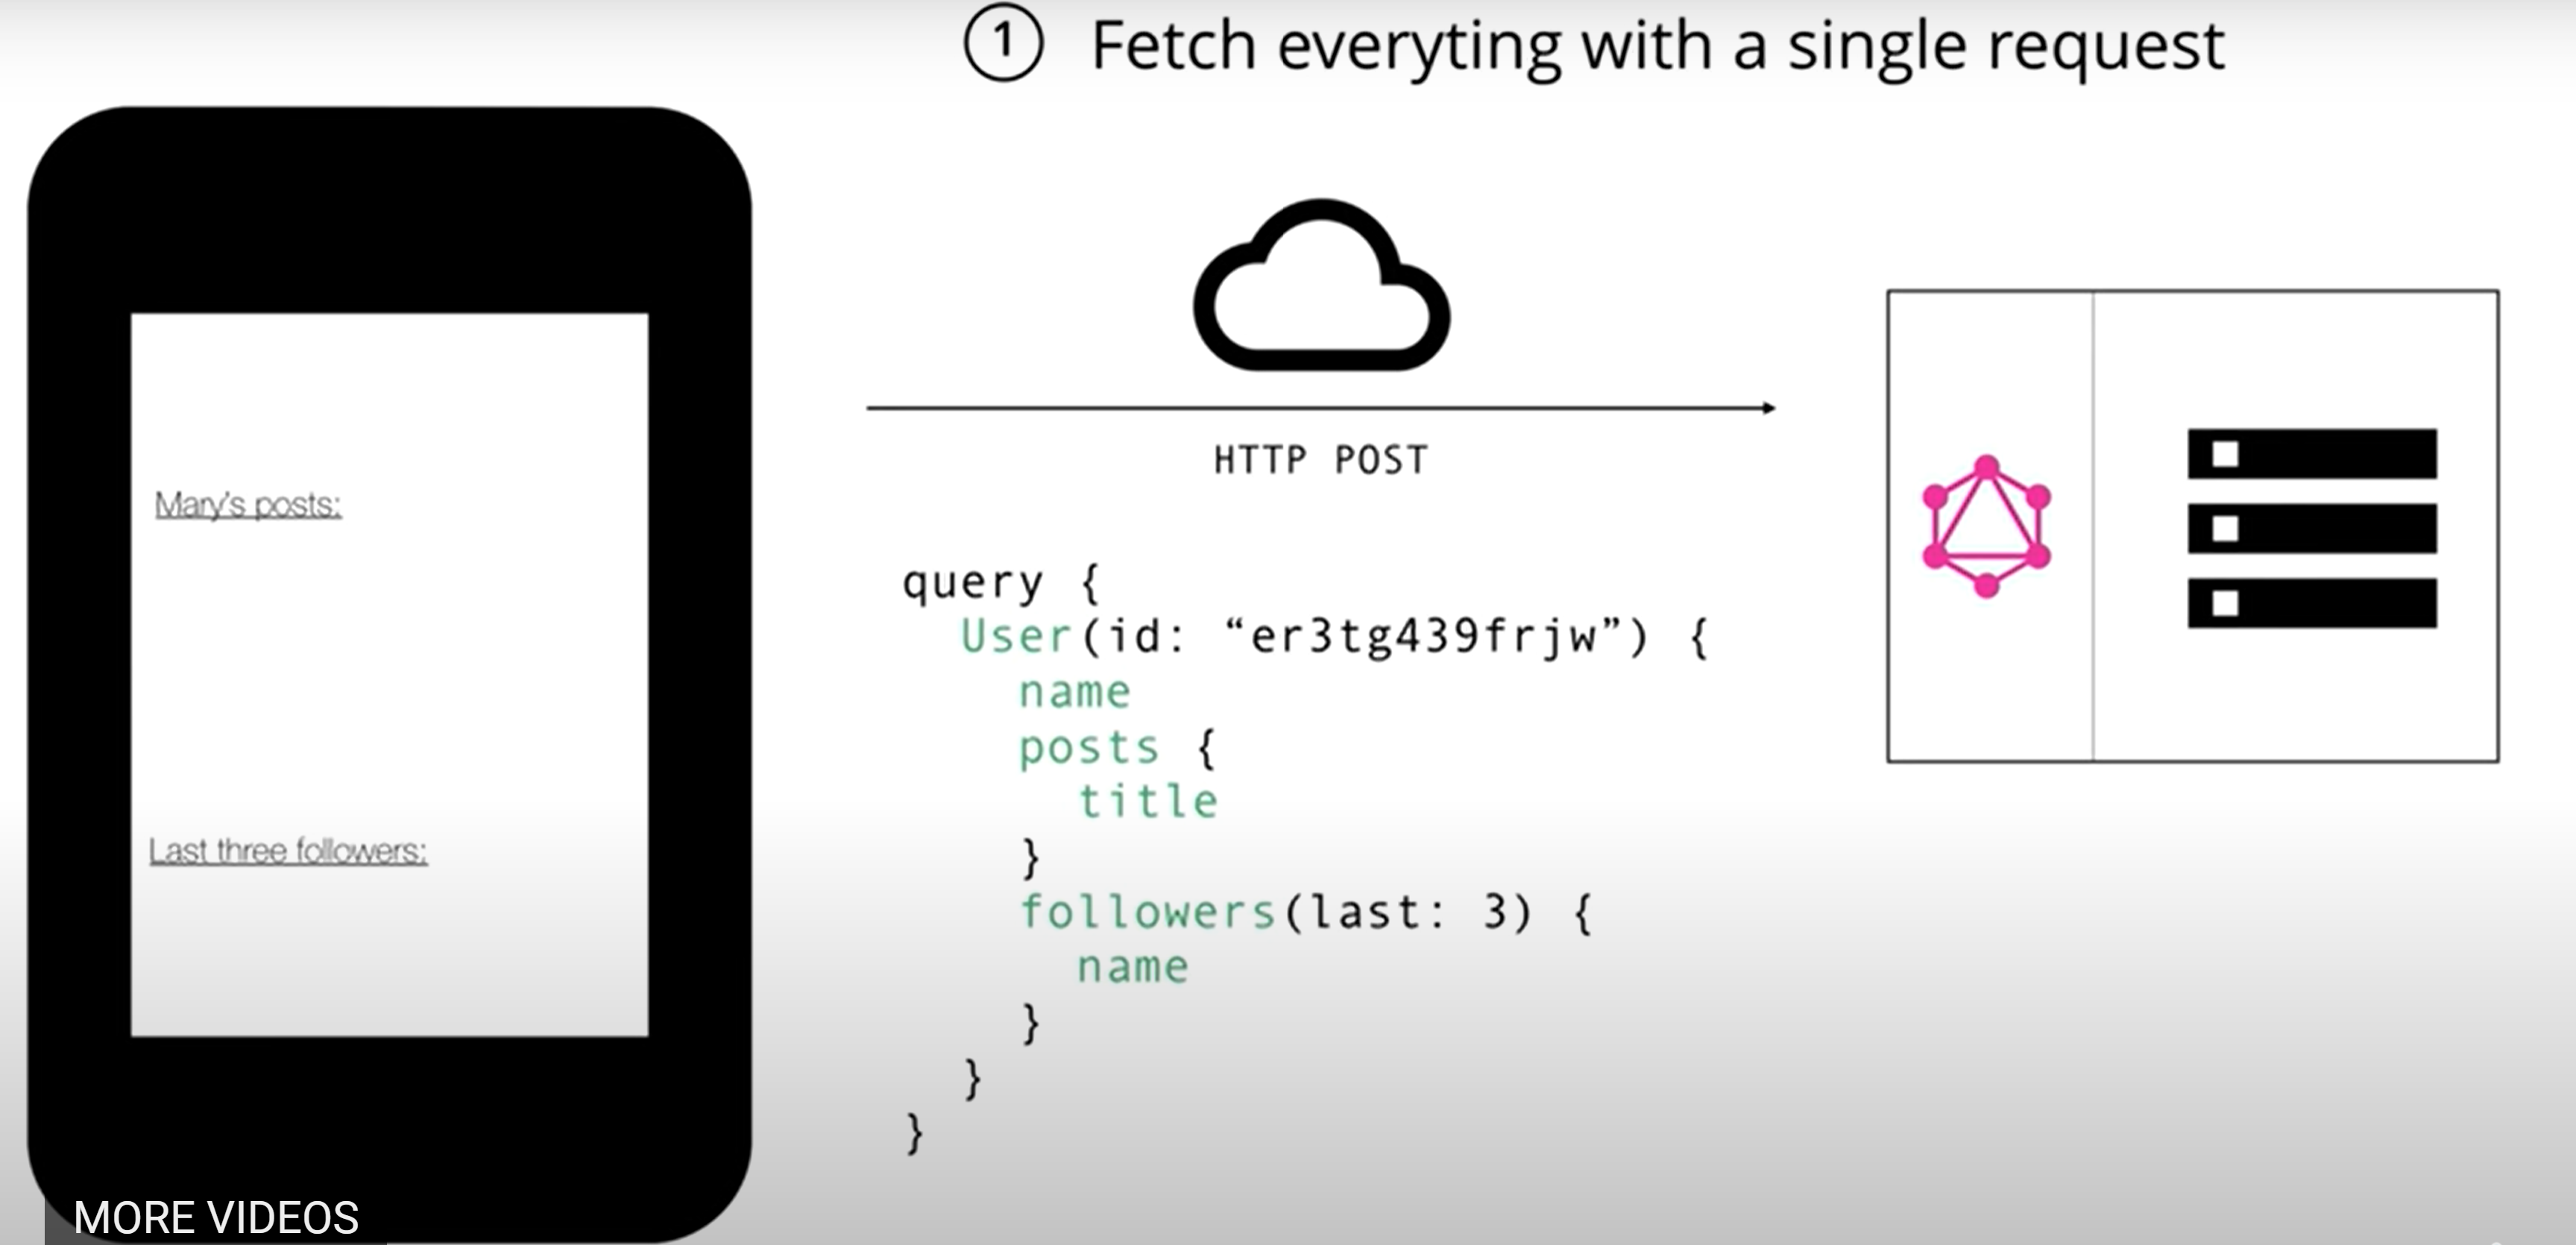 1 Fetch everyting with a single request
HTTP POST
Mary's posts:
Last three followers:
query {
  User(id: “er3tg439frjw”) {
    name
    posts {
      title
    }
    followers(last: 3) {
      name
    }
  }
}
MORE VIDEOS